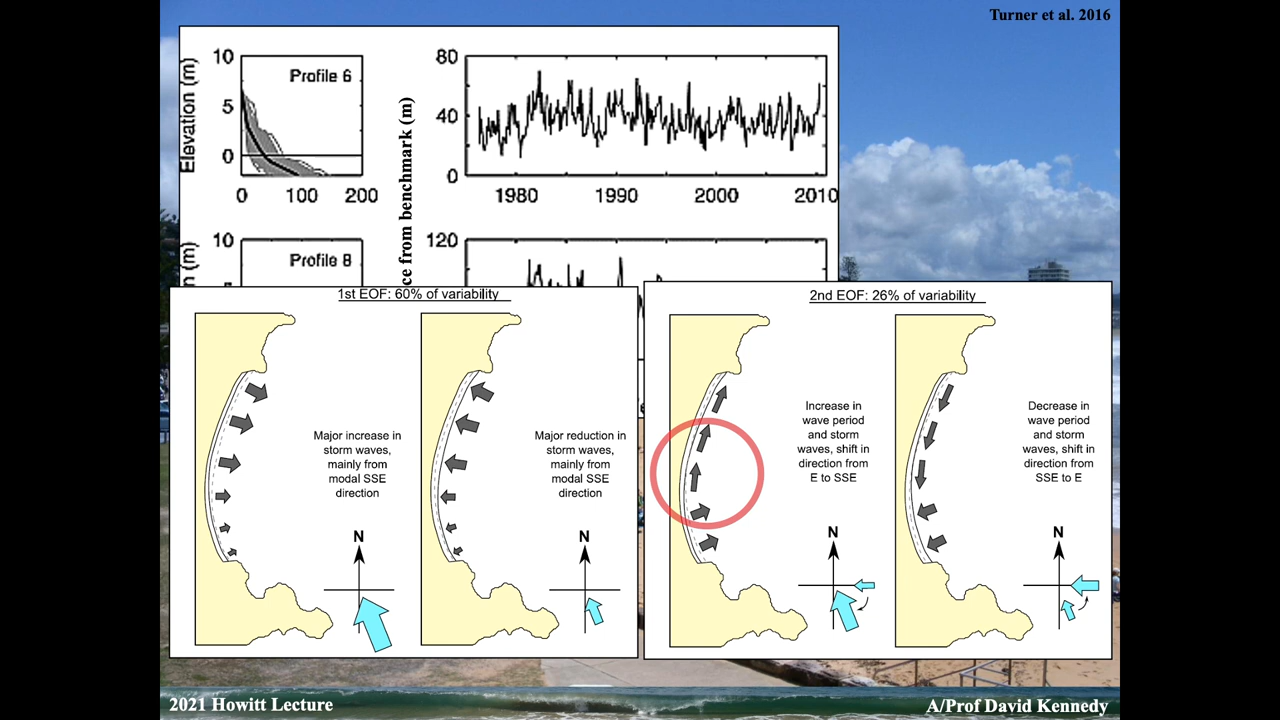 Turner et al. 2016
Elevation (m)
10
5
0
Profile 6
0
100
200
ce from benchmark (m)
80
40
0
1980
1990
2000
2010
10
n (m)
Profile 8
120
1st EOF: 60% of variability
Major increase in
storm waves,
mainly from
modal SSE
direction
N
Major reduction in
storm waves,
mainly from
modal SSE
direction
N
2nd EOF: 26% of variability
Increase in
wave period
and storm
waves, shift in
direction from
E to SSE
N
Decrease in
wave period
and storm
waves, shift in
direction from
SSE to E
N
2021 Howitt Lecture
A/Prof David Kennedy